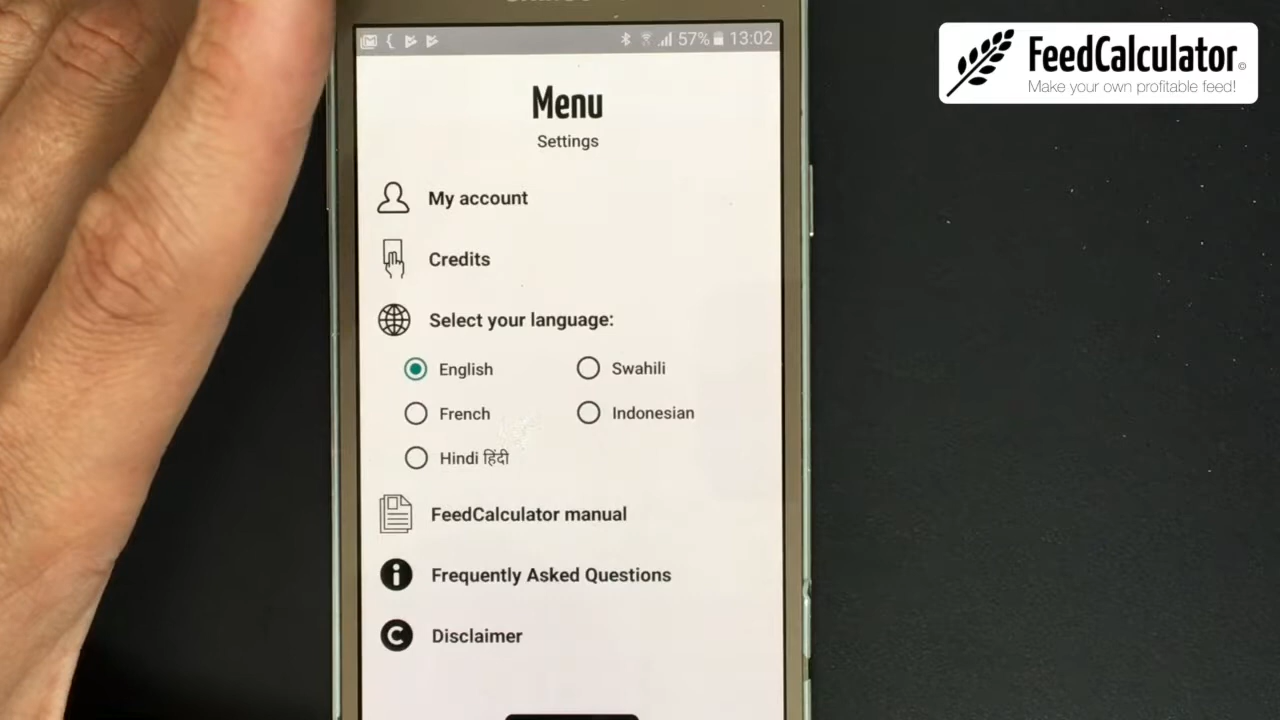 57% 13:02
FeedCalculator©
Make your own profitable feed!
Menu
Settings
My account
Credits
Select your language:
English
Swahili
French
Indonesian
Hindi हिंदी
FeedCalculator manual
Frequently Asked Questions
Disclaimer